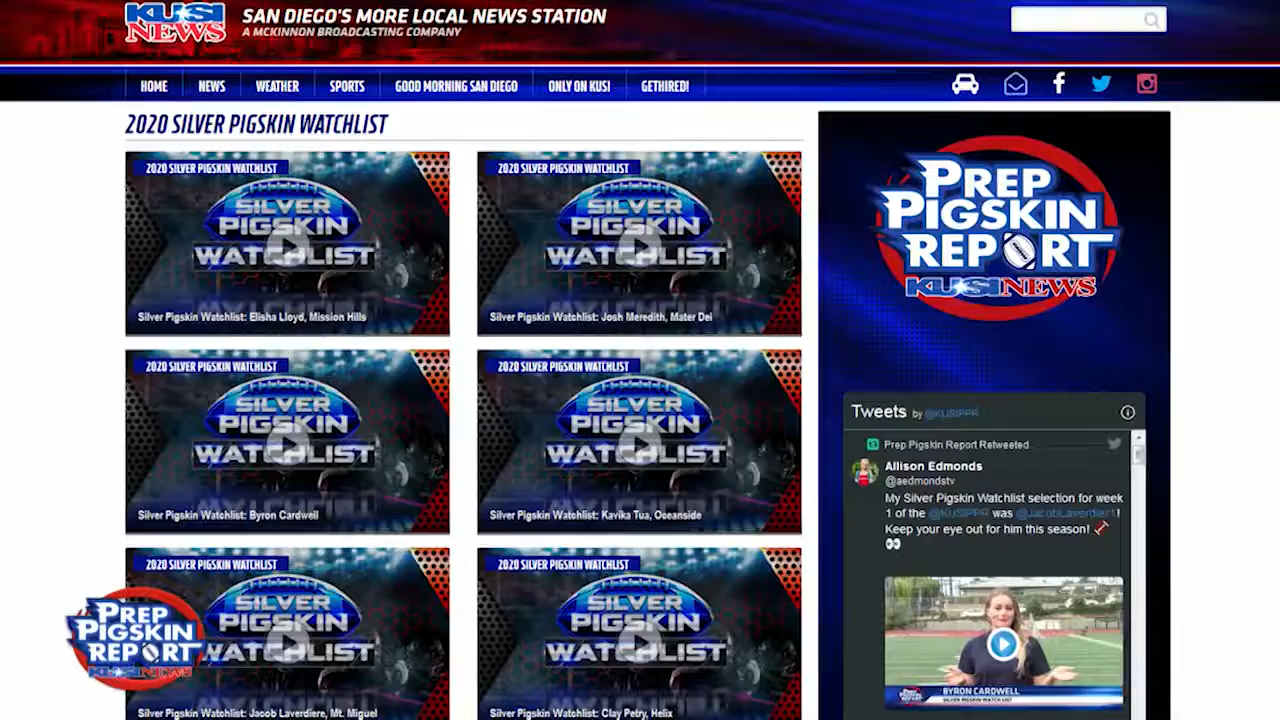 KUSI NEWS
SAN DIEGO'S MORE LOCAL NEWS STATION
A MCKINNON BROADCASTING COMPANY
HOME
NEWS
WEATHER
SPORTS
GOOD MORNING SAN DIEGO
ONLY ON KUSI
GETHIRED!
2020 SILVER PIGSKIN WATCHLIST
2020 SILVER PIGSKIN WATCHLIST
SILVER
PIGSKIN
WATCHLIST
Silver Pigskin Watchlist: Elisha Lloyd, Mission Hills
2020 SILVER PIGSKIN WATCHLIST
SILVER
PIGSKIN
WATCHLIST
Silver Pigskin Watchlist: Josh Meredith, Mater Dei
2020 SILVER PIGSKIN WATCHLIST
SILVER
PIGSKIN
WATCHLIST
Silver Pigskin Watchlist: Byron Cardwell
2020 SILVER PIGSKIN WATCHLIST
SILVER
PIGSKIN
WATCHLIST
Silver Pigskin Watchlist: Kavika Tua, Oceanside
2020 SILVER PIGSKIN WATCHLIST
SILVER
PIGSKIN
WATCHLIST
Silver Pigskin Watchlist: Jacob Laverdiere, Mt. Miguel
2020 SILVER PIGSKIN WATCHLIST
SILVER
PIGSKIN
WATCHLIST
Silver Pigskin Watchlist: Clay Petry, Helix
PREP
PIGSKIN
REPORT
KUSI NEWS
PREP
PIGSKIN
REPORT
KUSI NEWS
Tweets by @KUSIPPR
Prep Pigskin Report Retweeted
Allison Edmonds
@aedmondstv
My Silver Pigskin Watchlist selection for week
1 of the @KUSIPPR was @JacobLaverdier1!
Keep your eye out for him this season!
BYRON CARDWELL
SILVER PIGSKIN WATCHLIST